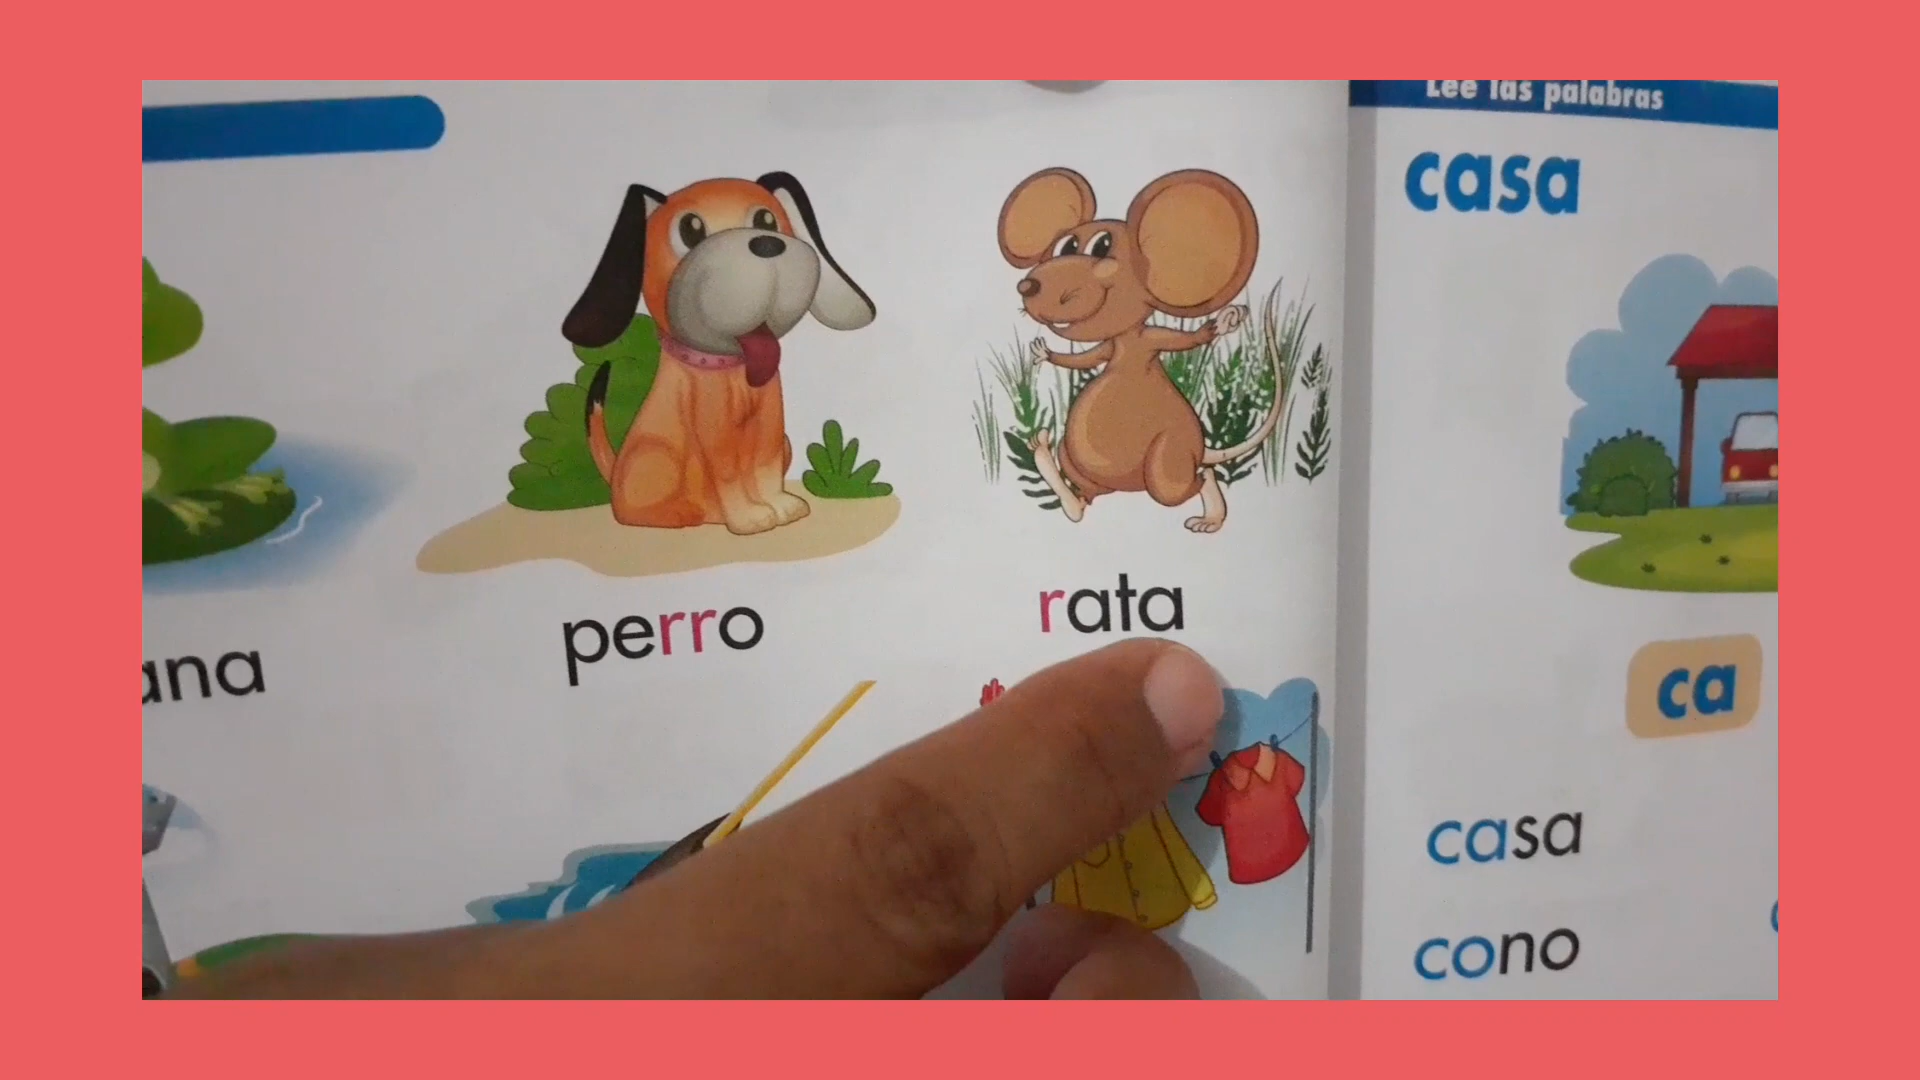 perro
rata
ana
Lee las palabras
casa
ca
casa
cono